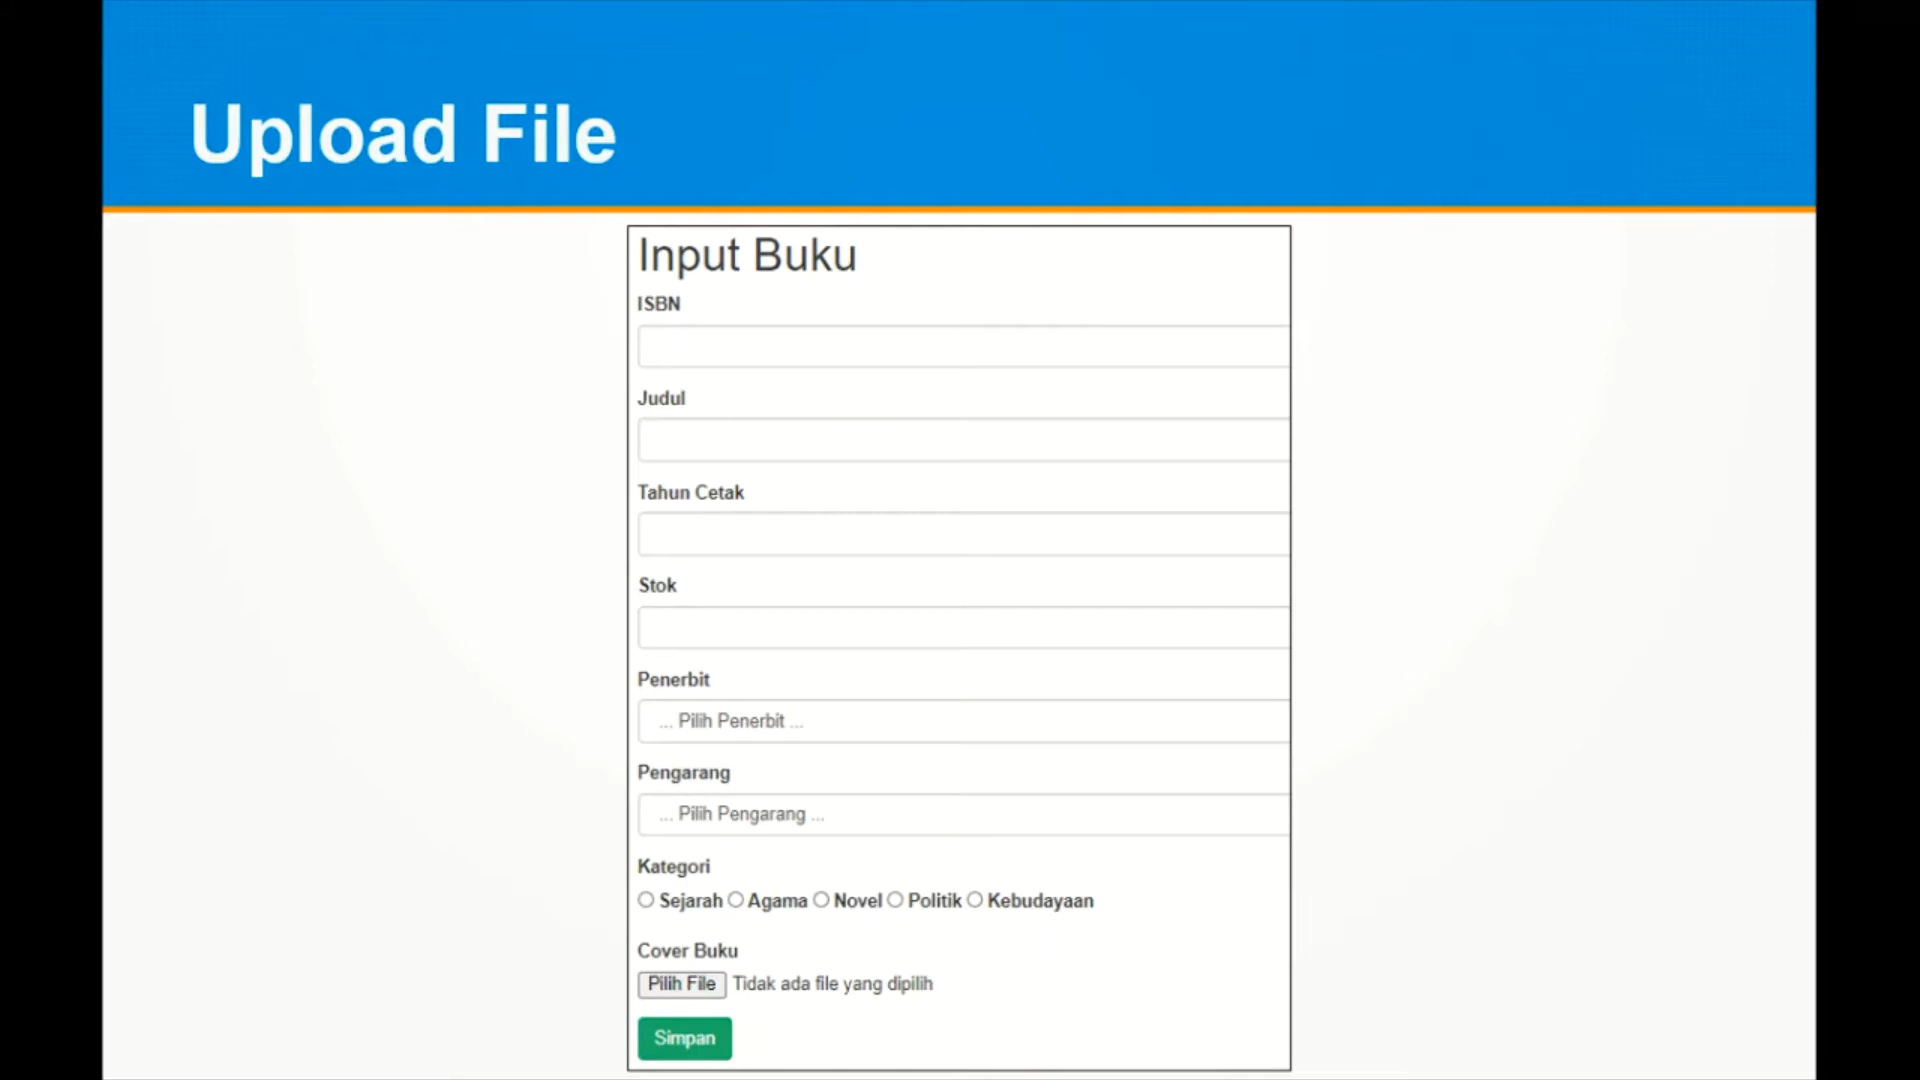 Upload File
Input Buku
ISBN
Judul
Tahun Cetak
Stok
Penerbit
... Pilih Penerbit ...
Pengarang
... Pilih Pengarang ...
Kategori
Sejarah Agama Novel Politik Kebudayaan
Cover Buku
Pilih File Tidak ada file yang dipilih
Simpan